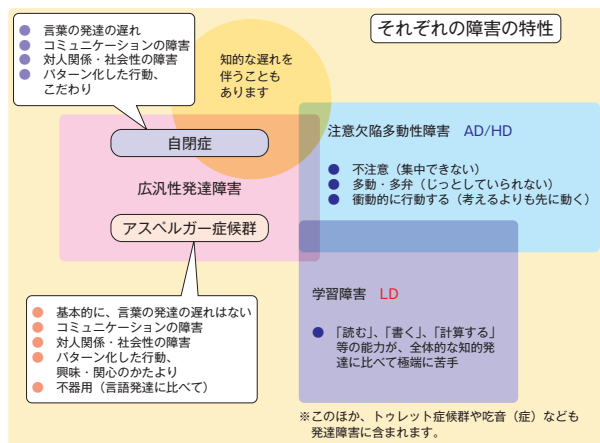 それぞれの障害の特性
● 言葉の発達の遅れ
● コミュニケーションの障害
● 対人関係・社会性の障害
● パターン化した行動、
こだわり
知的な遅れを
伴うことも
あります
自閉症
広汎性発達障害
アスペルガー症候群
● 基本的に、言葉の発達の遅れはない
● コミュニケーションの障害
● 対人関係・社会性の障害
● パターン化した行動、
興味・関心のかたより
● 不器用（言語発達に比べて）
注意欠陥多動性障害 AD/HD
● 不注意（集中できない）
● 多動・多弁（じっとしていられない）
● 衝動的に行動する（考えるよりも先に動く）
学習障害 LD
● 「読む」、「書く」、「計算する」
等の能力が、全体的な知的発
達に比べて極端に苦手
※このほか、トゥレット症候群や吃音（症）なども
発達障害に含まれます。